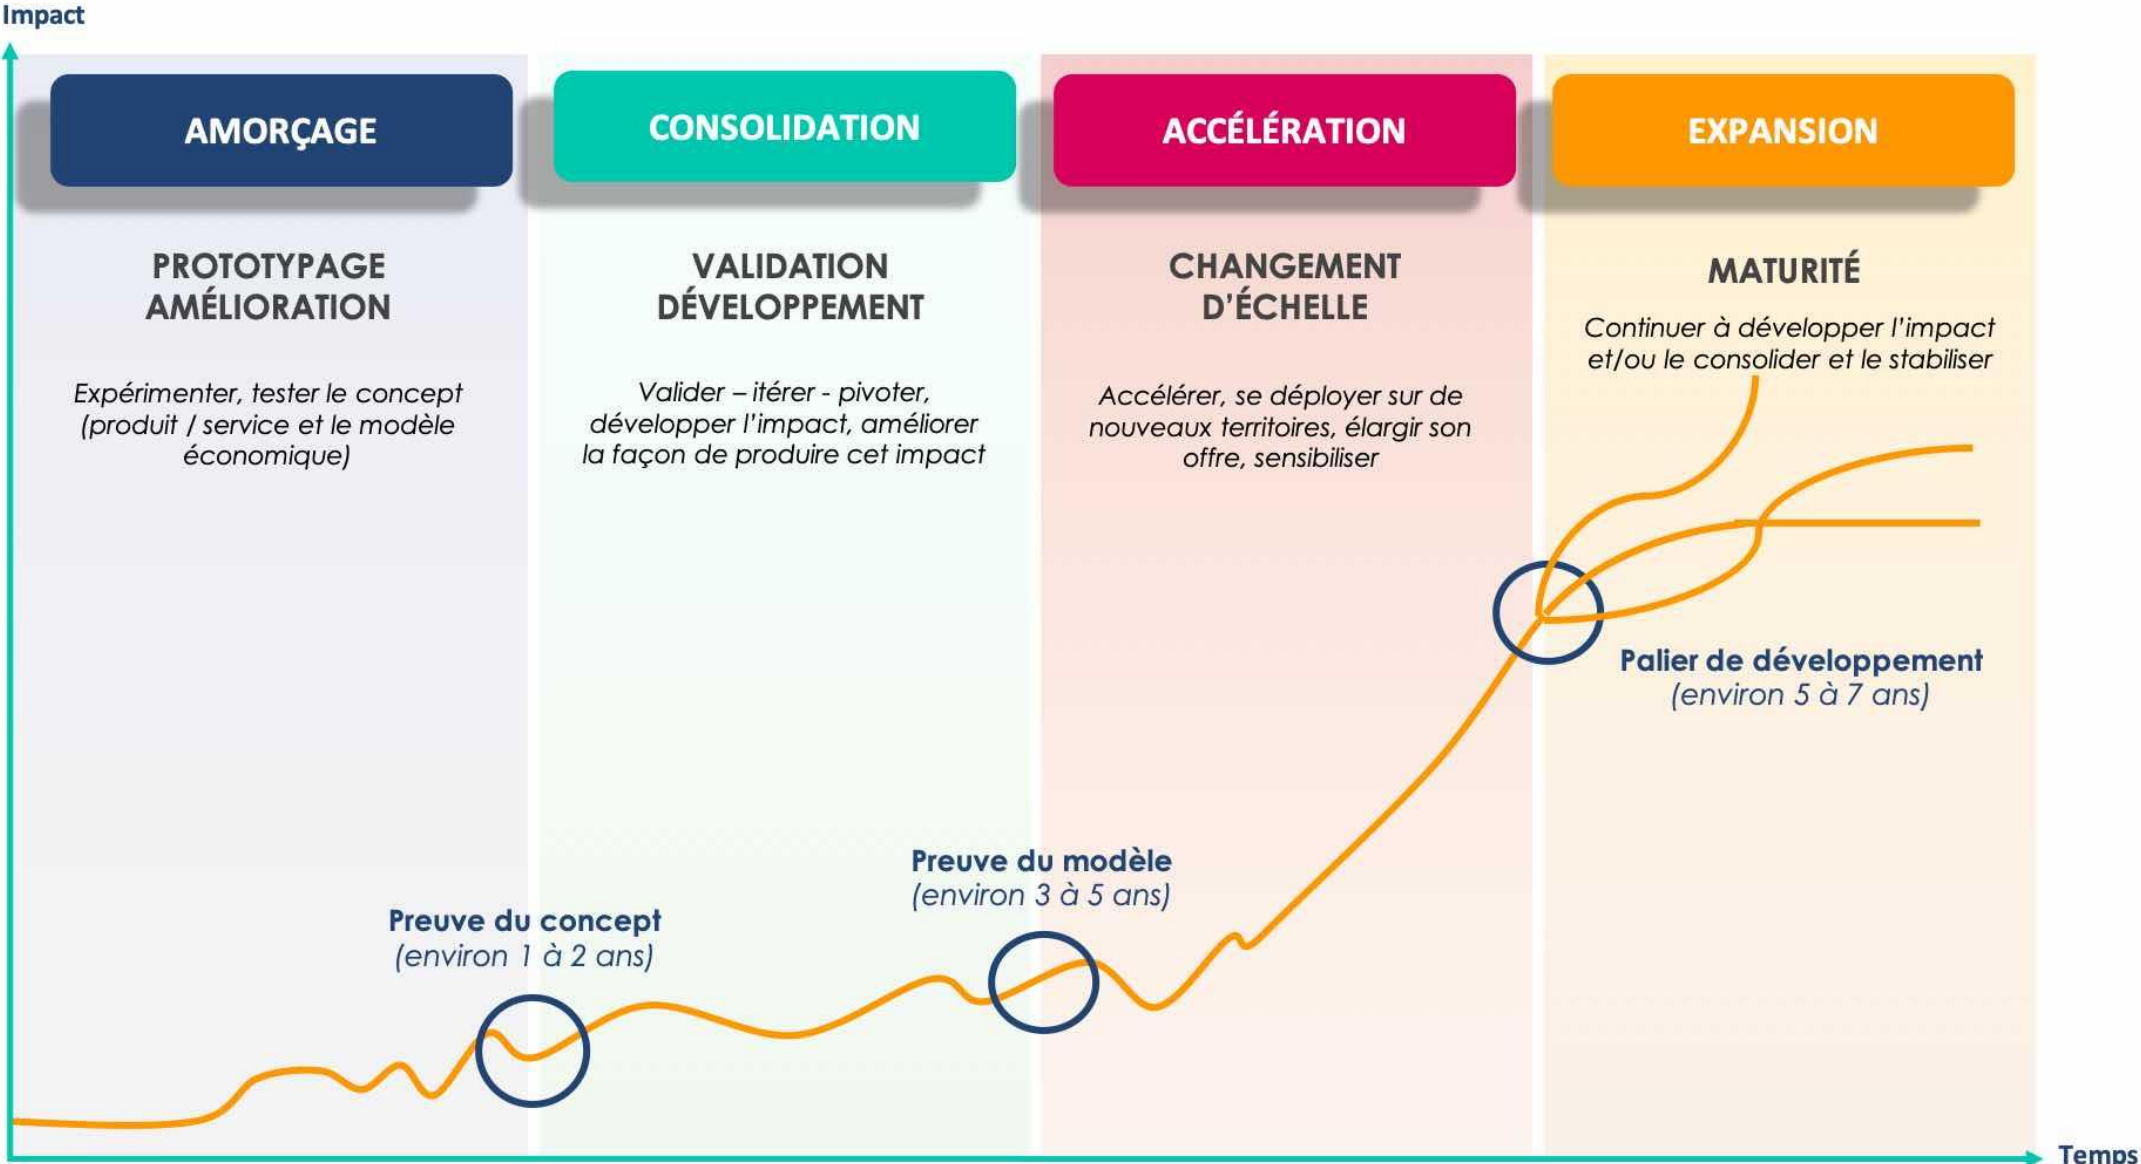 Impact
AMORÇAGE
PROTOTYPAGE
AMÉLIORATION
Expérimenter, tester le concept
(produit / service et le modèle
économique)
CONSOLIDATION
VALIDATION
DÉVELOPPEMENT
Valider – itérer - pivoter,
développer l'impact, améliorer
la façon de produire cet impact
ACCÉLÉRATION
CHANGEMENT
D'ÉCHELLE
Accélérer, se déployer sur de
nouveaux territoires, élargir son
offre, sensibiliser
EXPANSION
MATURITÉ
Continuer à développer l'impact
et/ou le consolider et le stabiliser
Preuve du concept
(environ 1 à 2 ans)
Preuve du modèle
(environ 3 à 5 ans)
Palier de développement
(environ 5 à 7 ans)
Temps